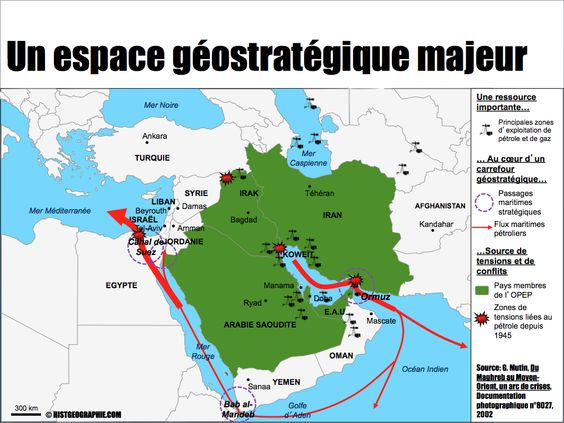 Un espace géostratégique majeur
Mer Noire
Ankara
TURQUIE
Mer
Caspienne
SYRIE
LIBAN
Beyrouth
Damas
IRAK
Téhéran
IRAN
Mer Méditerranée
ISRAËL
Tel-Aviv
Amman
Bagdad
AFGHANISTAN
Kandahar
Canal de
Suez
JORDANIE
KOWEIT
EGYPTE
Manama
Doha
Ormuz
Ryad
E.A.U.
ARABIE SAOUDITE
Mascate
Mer
Rouge
OMAN
Océan Indien
YEMEN
Sanaa
Bab al-
Mandeb
Golfe
d' Aden
300 km
© HISTGEOGRAPHIE.COM
Une ressource
importante…
Principales zones
d' exploitation de
pétrole et de gaz
… Au cœur d' un
carrefour
géostratégique…
Passages
maritimes
stratégiques
Flux maritimes
pétroliers
…Source de
tensions et de
conflits
Pays membres
de l' OPEP
Zones de
tensions liées au
pétrole depuis
1945
Source: G. Mutin, Du
Maghreb au Moyen-
Orient, un arc de crises,
Documentation
photographique n°8027,
2002